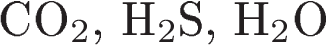 CO₂, H₂S, H₂O